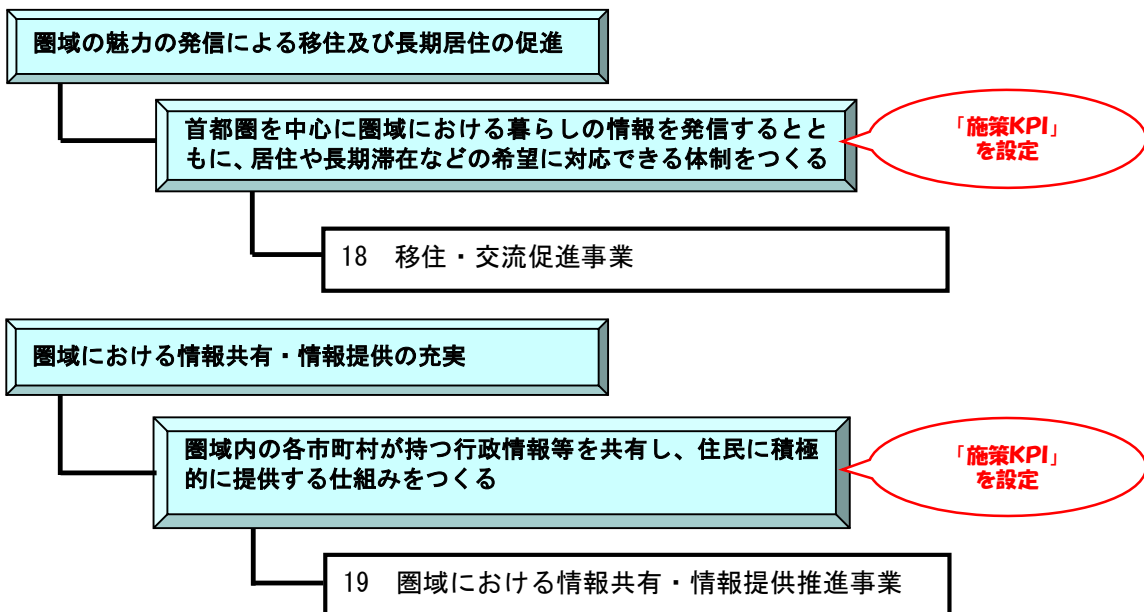 圏域の魅力の発信による移住及び長期居住の促進
首都圏を中心に圏域における暮らしの情報を発信するとと
もに、居住や長期滞在などの希望に対応できる体制をつくる
「施策KPI」
を設定
18 移住・交流促進事業
圏域における情報共有・情報提供の充実
圏域内の各市町村が持つ行政情報等を共有し、住民に積極
的に提供する仕組みをつくる
「施策KPI」
を設定
19 圏域における情報共有・情報提供推進事業